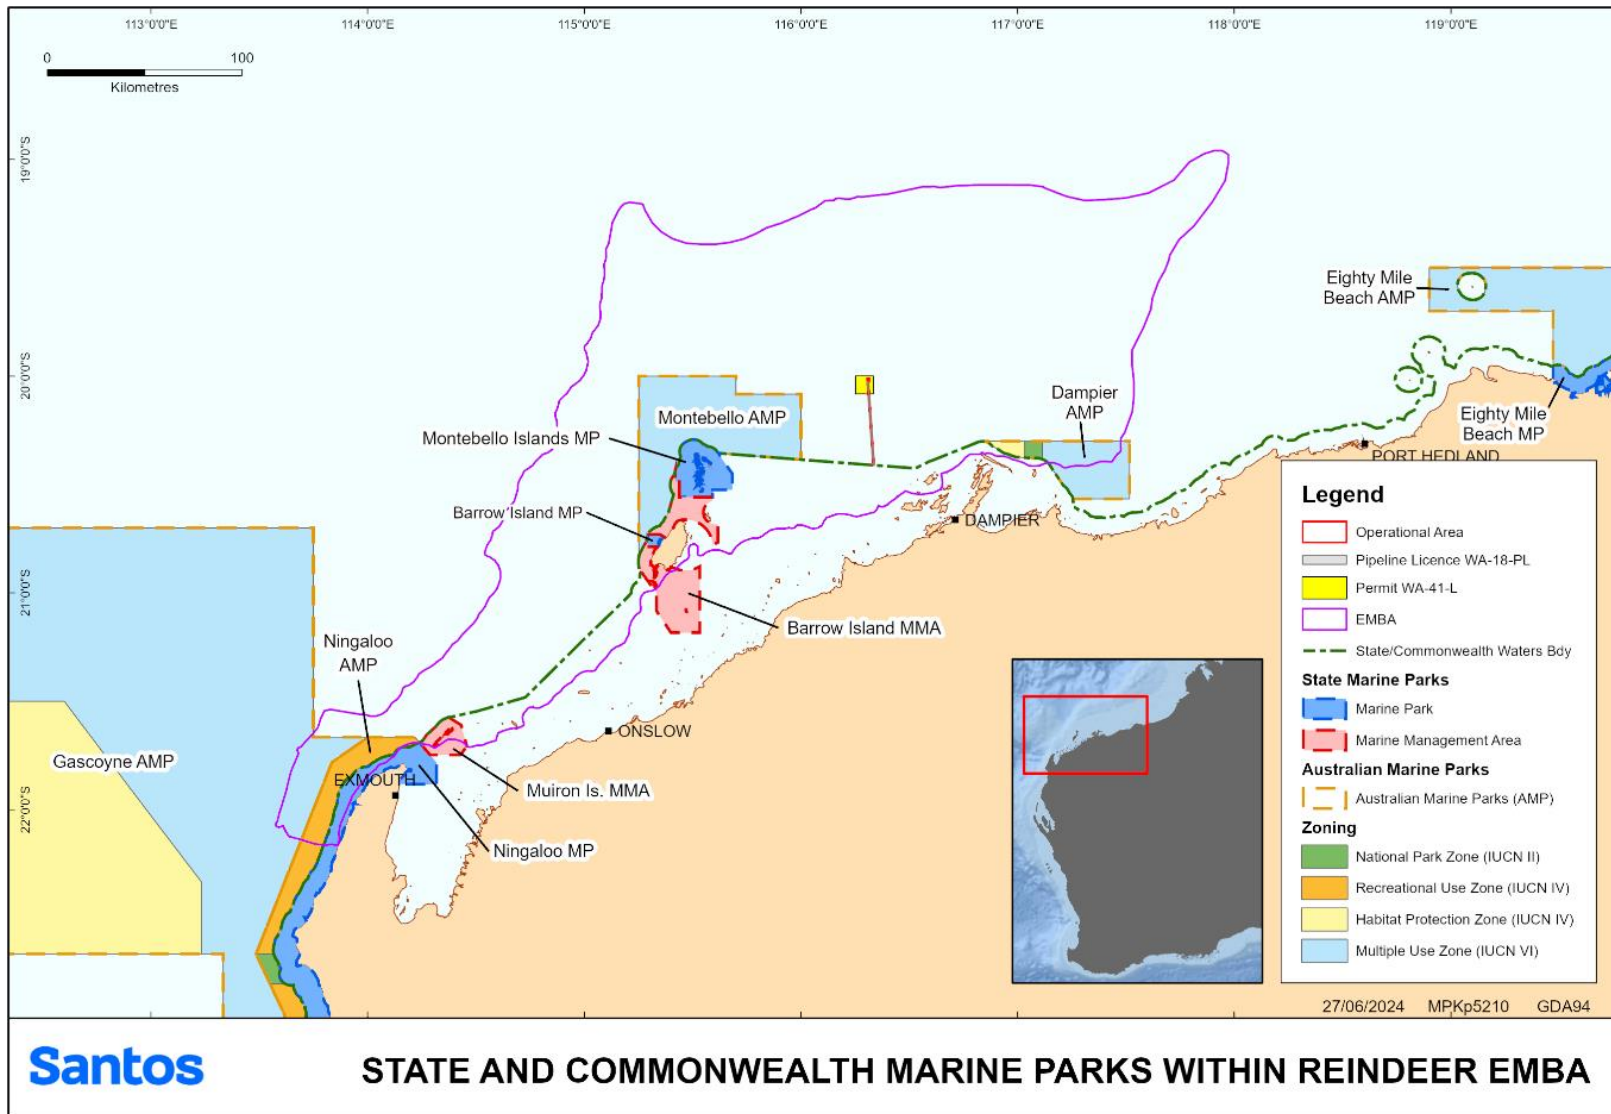 113°0'0"E
114°0'0"E
115°0'0"E
116°0'0"E
117°0'0"E
118°0'0"E
119°0'0"E
0
100
Kilometres
19°0'0"S
20°0'0"S
21°0'0"S
22°0'0"S
Eighty Mile
Beach AMP
Dampier
AMP
Montebello AMP
Montebello Islands MP
Eighty Mile
Beach MP
PORT HEDLAND
Barrow Island MP
DAMPIER
Barrow Island MMA
Ningaloo
AMP
ONSLOW
Gascoyne AMP
EXMOUTH
Muiron Is. MMA
Ningaloo MP
Legend
Operational Area
Pipeline Licence WA-18-PL
Permit WA-41-L
EMBA
State/Commonwealth Waters Bdy
State Marine Parks
Marine Park
Marine Management Area
Australian Marine Parks
Australian Marine Parks (AMP)
Zoning
National Park Zone (IUCN II)
Recreational Use Zone (IUCN IV)
Habitat Protection Zone (IUCN IV)
Multiple Use Zone (IUCN VI)
27/06/2024 MPKp5210 GDA94
Santos
STATE AND COMMONWEALTH MARINE PARKS WITHIN REINDEER EMBA